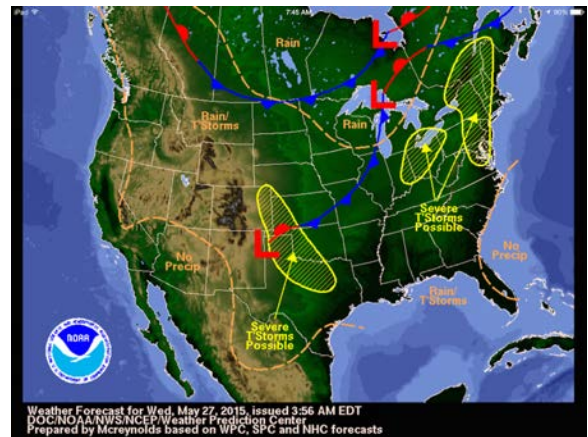 iPad
7:45 AM
90%
Rain
Rain/
T'Storms
Rain
Severe
T'Storms
Possible
No
Precip
No
Precip
Rain/
T'Storms
Severe
T'Storms
Possible
NOAA
Weather Forecast for Wed, May 27, 2015, issued 3:56 AM EDT
DOC/NOAA/NWS/NCEP/Weather Prediction Center
Prepared by Mcreynolds based on WPC, SPC and NHC forecasts
L
L
L